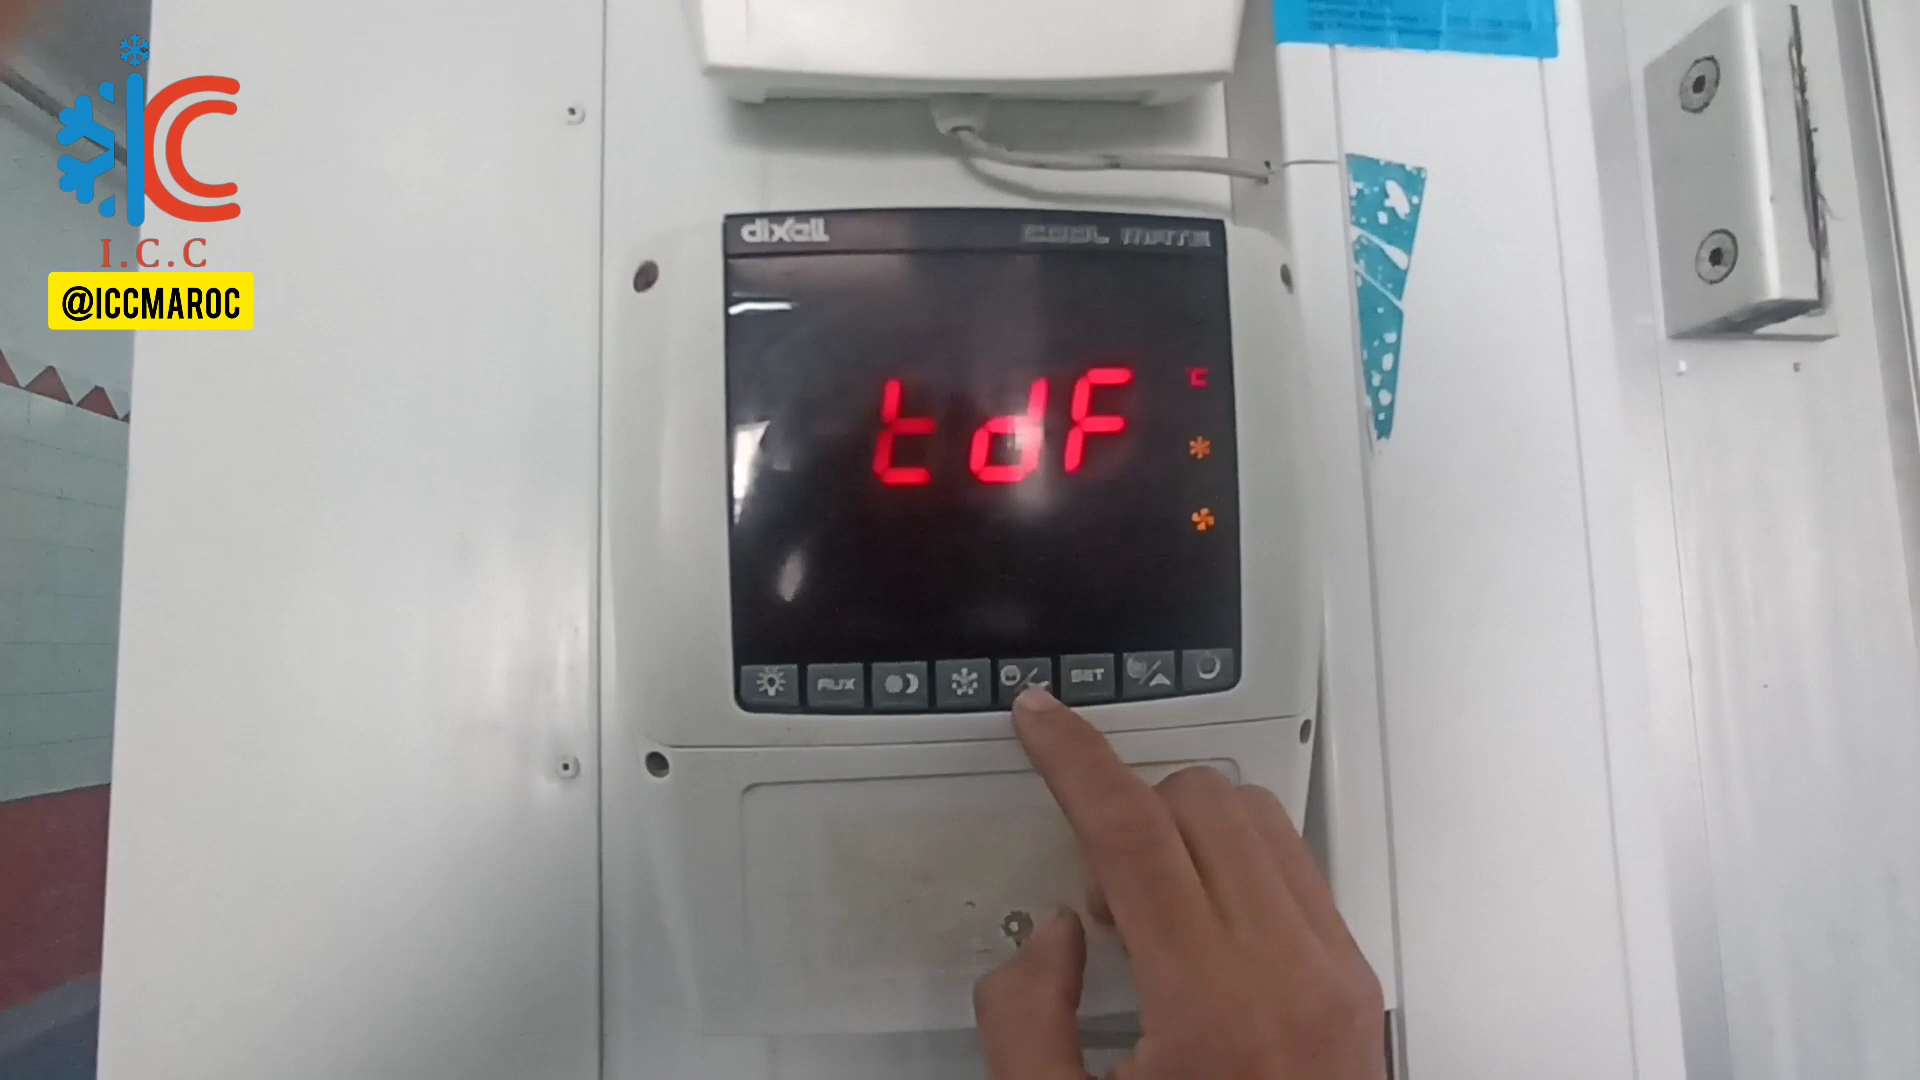 I.C.C
@ICCMAROC
dixell
COOL MATE
tdF
°C
AUX
SET